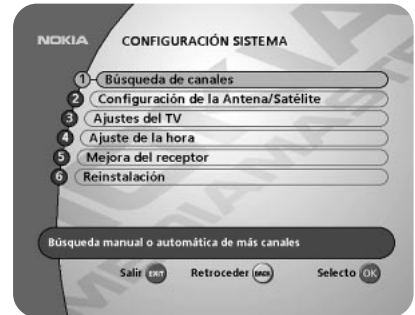 NOKIA
CONFIGURACIÓN SISTEMA
1 Búsqueda de canales
2 Configuración de la Antena/Satélite
3 Ajustes del TV
4 Ajuste de la hora
5 Mejora del receptor
6 Reinstalación
Búsqueda manual o automática de más canales
Salir EXIT Retroceder BACK Selecto OK
NOKIA
MEDIAMASTER